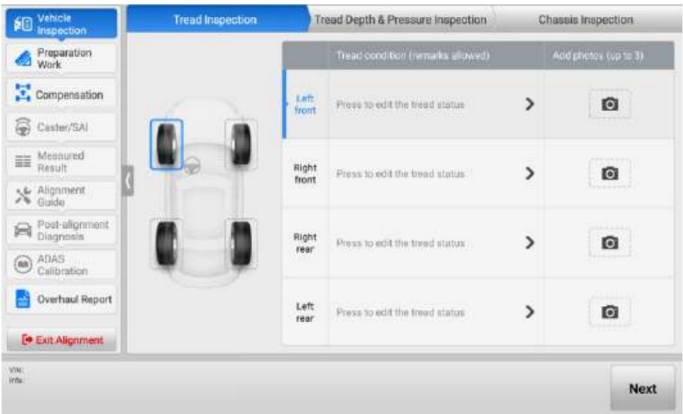 Vehicle
Inspection
Preparation
Work
Compensation
Caster/SAI
Measured
Result
Alignment
Guide
Post-alignment
Diagnosis
ADAS
Calibration
Overhaul Report
Exit Alignment
Tread Inspection
Tread Depth & Pressure Inspection
Chassis Inspection
Tread condition (remarks allowed)
Add photos (up to 3)
Left
front
Press to edit the tread status
Right
front
Press to edit the tread status
Right
rear
Press to edit the tread status
Left
rear
Press to edit the tread status
VIN:
Info:
Next